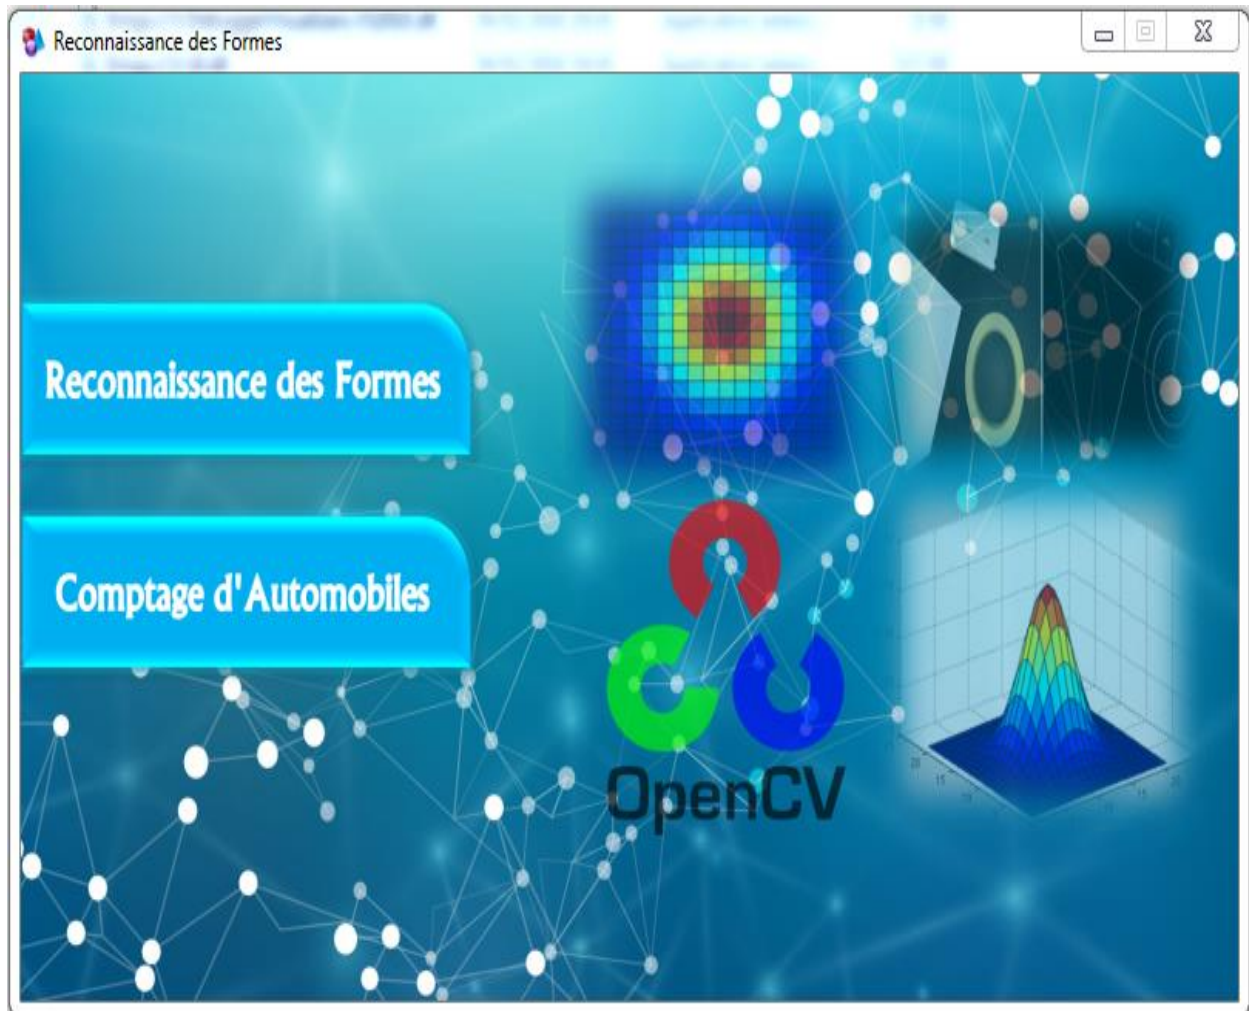 Reconnaissance des Formes
Reconnaissance des Formes
Comptage d'Automobiles
OpenCV